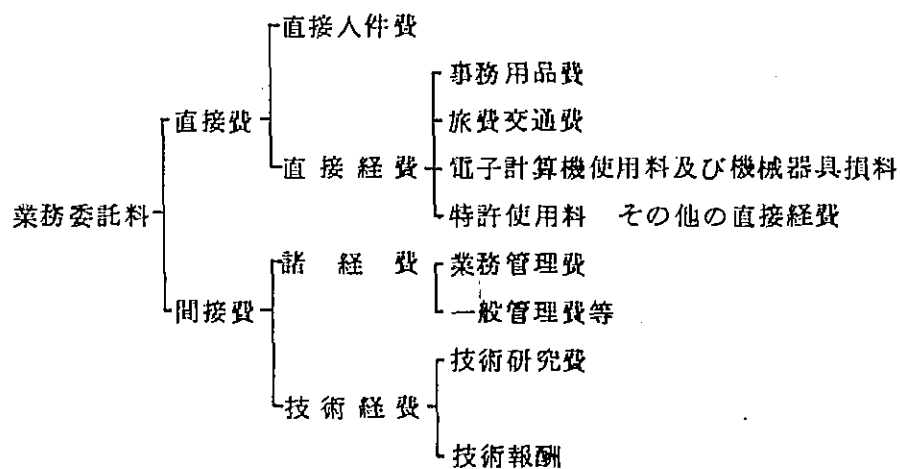 直接人件費
事務用品費
直接費
旅費交通費
直接経費
電子計算機使用料及び機械器具損料
業務委託料
特許使用料 その他の直接経費
諸経費
業務管理費
間接費
一般管理費等
技術研究費
技術経費
技術報酬